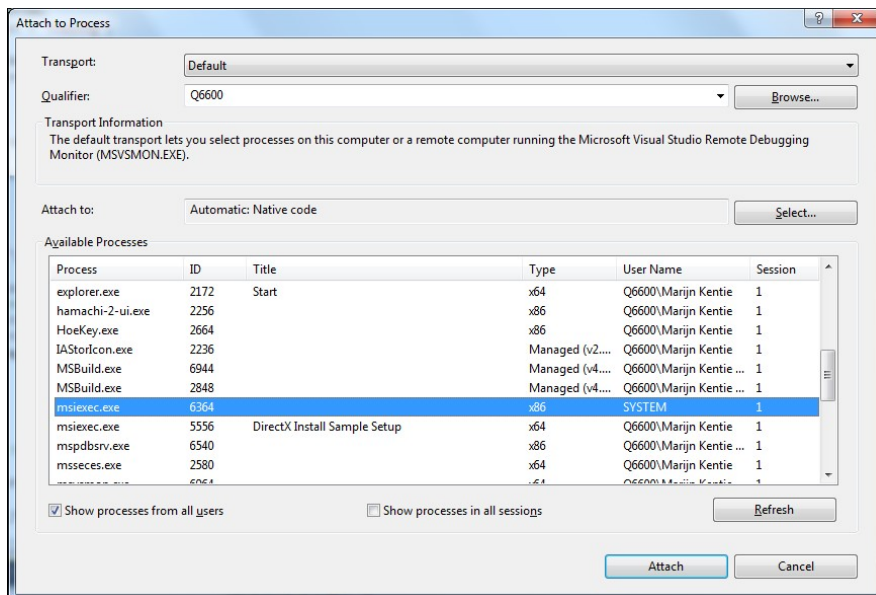 Attach to Process
Transport: Default
Qualifier: Q6600 Browse...
Transport Information
The default transport lets you select processes on this computer or a remote computer running the Microsoft Visual Studio Remote Debugging
Monitor (MSVSMON.EXE).
Attach to: Automatic: Native code Select...
Available Processes
Process ID Title Type User Name Session
explorer.exe 2172 Start x64 Q6600\Marijn Kentie 1
hamachi-2-ui.exe 2256 x86 Q6600\Marijn Kentie 1
HoeKey.exe 2664 x86 Q6600\Marijn Kentie 1
IAStorIcon.exe 2236 Managed (v2.... Q6600\Marijn Kentie 1
MSBuild.exe 6944 Managed (v4.... Q6600\Marijn Kentie ... 1
MSBuild.exe 2848 Managed (v4.... Q6600\Marijn Kentie ... 1
msiexec.exe 6364 x86 SYSTEM 1
msiexec.exe 5556 DirectX Install Sample Setup x64 Q6600\Marijn Kentie 1
mspdbsrv.exe 6540 x86 Q6600\Marijn Kentie ... 1
msseces.exe 2580 x64 Q6600\Marijn Kentie 1
Show processes from all users Show processes in all sessions Refresh
Attach Cancel